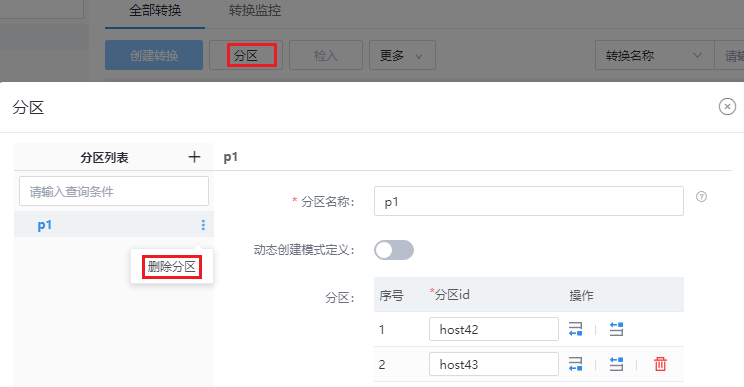 全部转换 转换监控
创建转换 分区 检入 更多 转换名称
分区
分区列表 + p1
请输入查询条件
* 分区名称: p1
p1
动态创建模式定义:
删除分区
分区: 序号 *分区id 操作
1 host42
2 host43